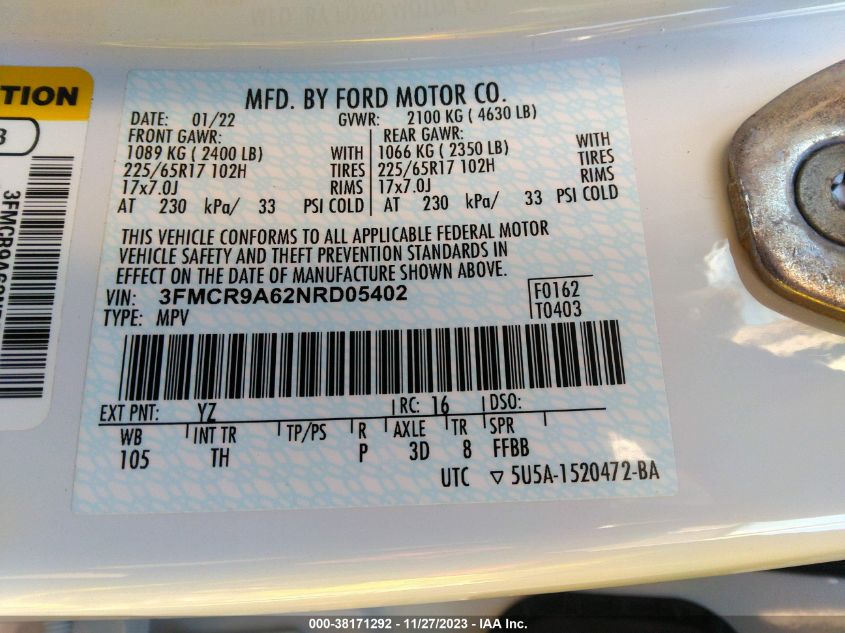 TION
3
MFD. BY FORD MOTOR CO.
DATE: 01/22 GVWR: 2100 KG ( 4630 LB)
FRONT GAWR: REAR GAWR:
1089 KG ( 2400 LB) WITH 1066 KG ( 2350 LB) WITH
225/65R17 102H TIRES 225/65R17 102H TIRES
17x7.0J RIMS 17x7.0J RIMS
AT 230 kPa/ 33 PSI COLD AT 230 kPa/ 33 PSI COLD
THIS VEHICLE CONFORMS TO ALL APPLICABLE FEDERAL MOTOR
VEHICLE SAFETY AND THEFT PREVENTION STANDARDS IN
EFFECT ON THE DATE OF MANUFACTURE SHOWN ABOVE.
VIN: 3FMCR9A62NRD05402 F0162
TYPE: MPV T0403
EXT PNT: YZ RC: 16 DSO:
WB INT TR TP/PS R AXLE TR SPR
105 TH P 3D 8 FFBB
UTC ▽ 5U5A-1520472-BA
000-38171292 - 11/27/2023 - IAA Inc.